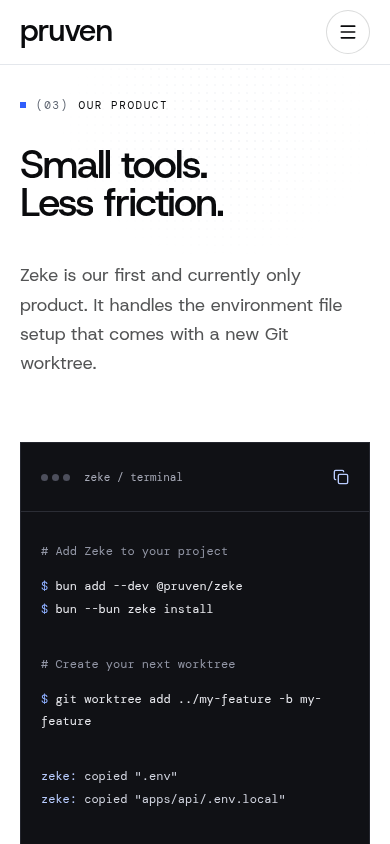 pruven
(03) OUR PRODUCT
Small tools.
Less friction.
Zeke is our first and currently only
product. It handles the environment file
setup that comes with a new Git
worktree.
zeke / terminal
# Add Zeke to your project
$ bun add --dev @pruven/zeke
$ bun --bun zeke install
# Create your next worktree
$ git worktree add ../my-feature -b my-
feature
zeke: copied ".env"
zeke: copied "apps/api/.env.local"